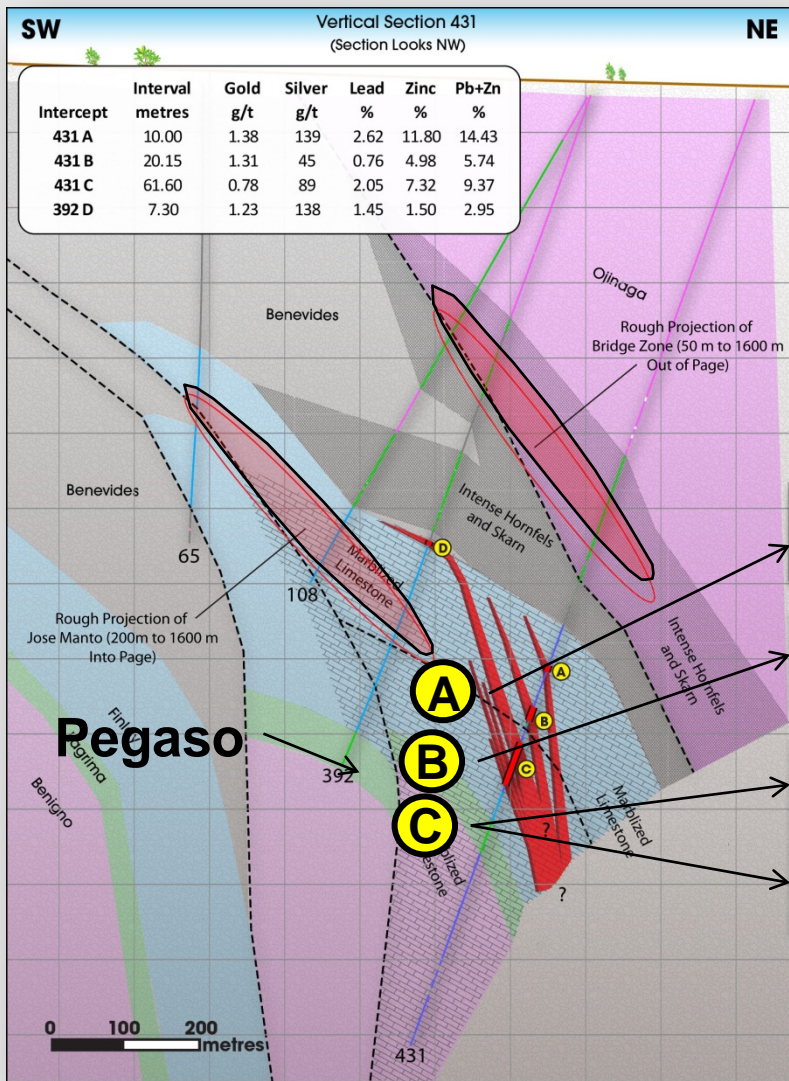 SW
Vertical Section 431
(Section Looks NW)
NE
Intercept Interval metres Gold g/t Silver g/t Lead % Zinc % Pb+Zn %
431 A 10.00 1.38 139 2.62 11.80 14.43
431 B 20.15 1.31 45 0.76 4.98 5.74
431 C 61.60 0.78 89 2.05 7.32 9.37
392 D 7.30 1.23 138 1.45 1.50 2.95
Ojinaga
Benevides
Rough Projection of
Bridge Zone (50 m to 1600 m
Out of Page)
Benevides
Intense Hornfels
and Skarn
65
D
Marblized
Limestone
108
Rough Projection of
Jose Manto (200m to 1600 m
Into Page)
Intense Hornfels
and Skarn
A
A
B
Pegaso
B
C
392
Lagrima
Benigno
C
Marblized
Limestone
?
?
0 100 200
metres
431